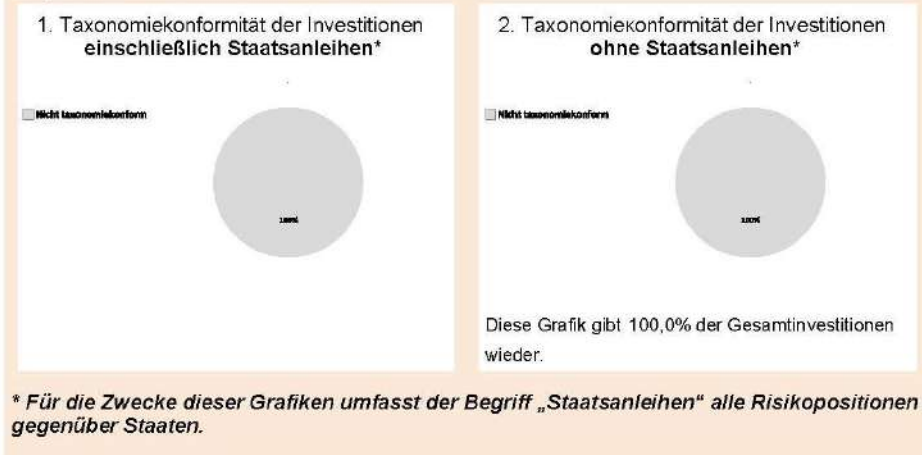 1. Taxonomiekonformität der Investitionen
einschließlich Staatsanleihen*
Nicht taxonomiekonform
100%
2. Taxonomiekonformität der Investitionen
ohne Staatsanleihen*
Nicht taxonomiekonform
100%
Diese Grafik gibt 100,0% der Gesamtinvestitionen
wieder.
* Für die Zwecke dieser Grafiken umfasst der Begriff „Staatsanleihen“ alle Risikopositionen
gegenüber Staaten.